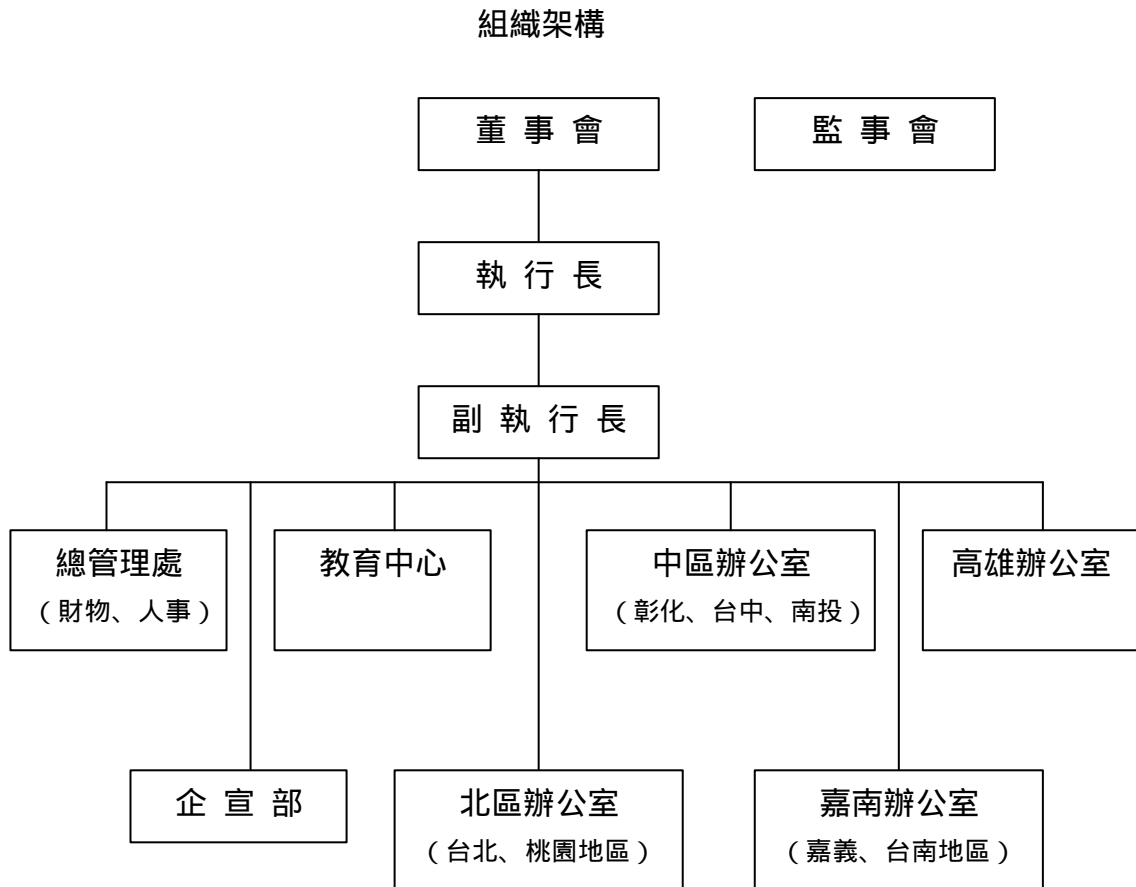 組織架構
董 事 會
監 事 會
執 行 長
副 執 行 長
總管理處
（財物、人事）
教育中心
中區辦公室
（彰化、台中、南投）
高雄辦公室
企 宣 部
北區辦公室
（台北、桃園地區）
嘉南辦公室
（嘉義、台南地區）